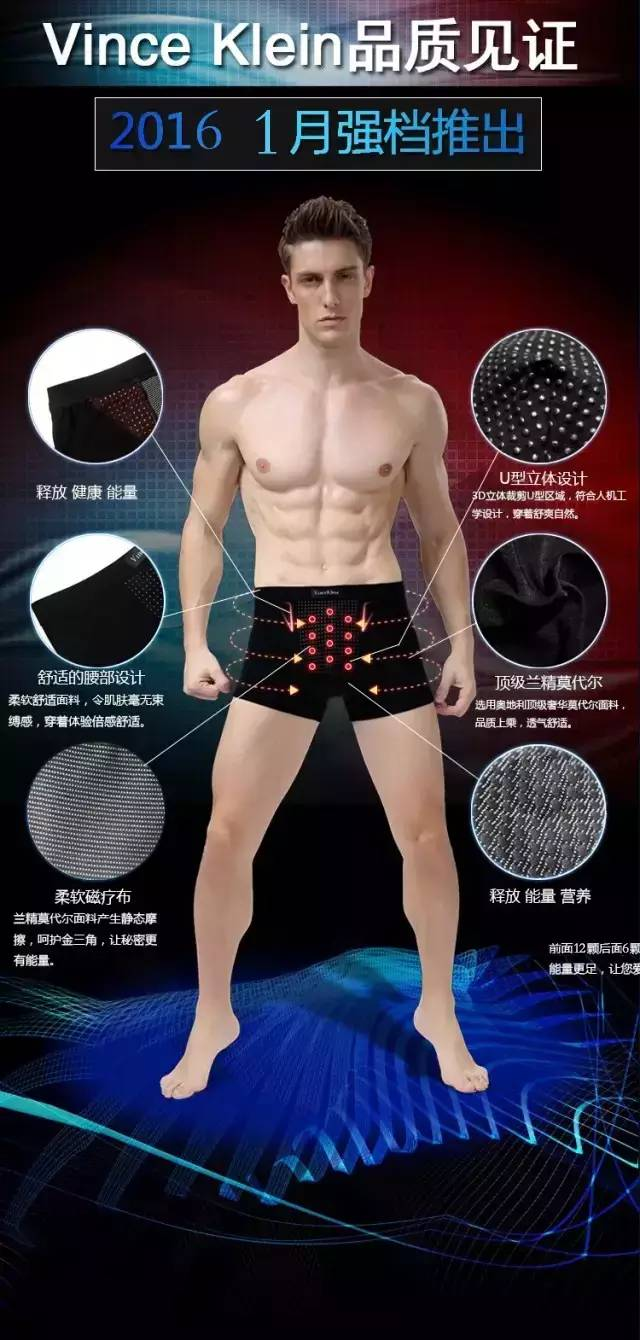 Vince Klein品质见证
2016 1月强档推出
释放 健康 能量
U型立体设计
3D立体裁剪U型区域，符合人机工
学设计，穿着舒爽自然。
舒适的腰部设计
柔软舒适面料，令肌肤毫无束
缚感，穿着体验倍感舒适。
顶级兰精莫代尔
选用奥地利顶级奢华莫代尔面料，
品质上乘，透气舒适。
柔软磁疗布
兰精莫代尔面料产生静态摩
擦，呵护金三角，让秘密更
有能量。
释放 能量 营养
前面12颗后面6颗
能量更足，让您爱